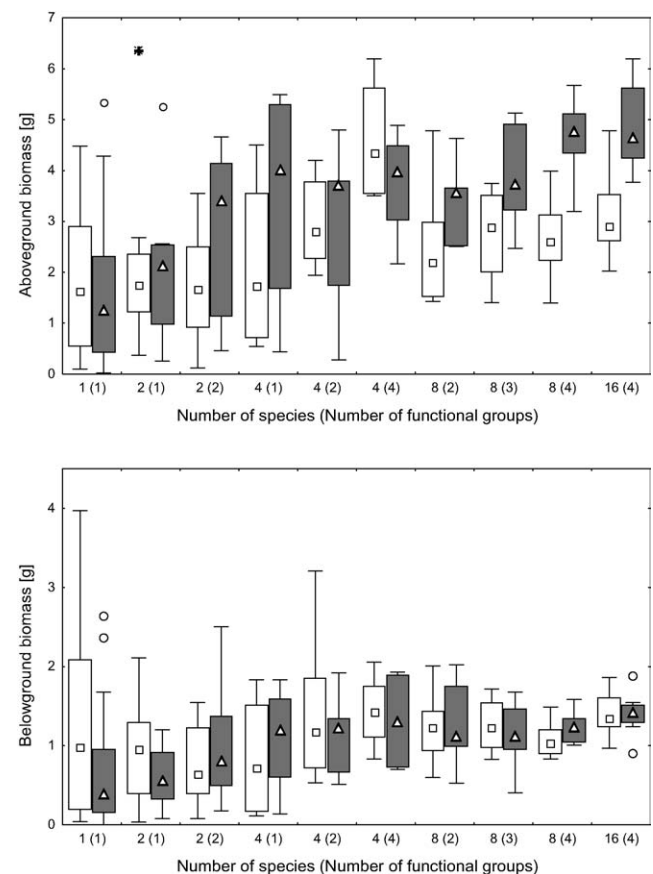 7
6
5
4
3
2
1
0
Aboveground biomass [g]
1 (1) 2 (1) 2 (2) 4 (1) 4 (2) 4 (4) 8 (2) 8 (3) 8 (4) 16 (4)
Number of species (Number of functional groups)
4
3
2
1
0
Belowground biomass [g]
1 (1) 2 (1) 2 (2) 4 (1) 4 (2) 4 (4) 8 (2) 8 (3) 8 (4) 16 (4)
Number of species (Number of functional groups)